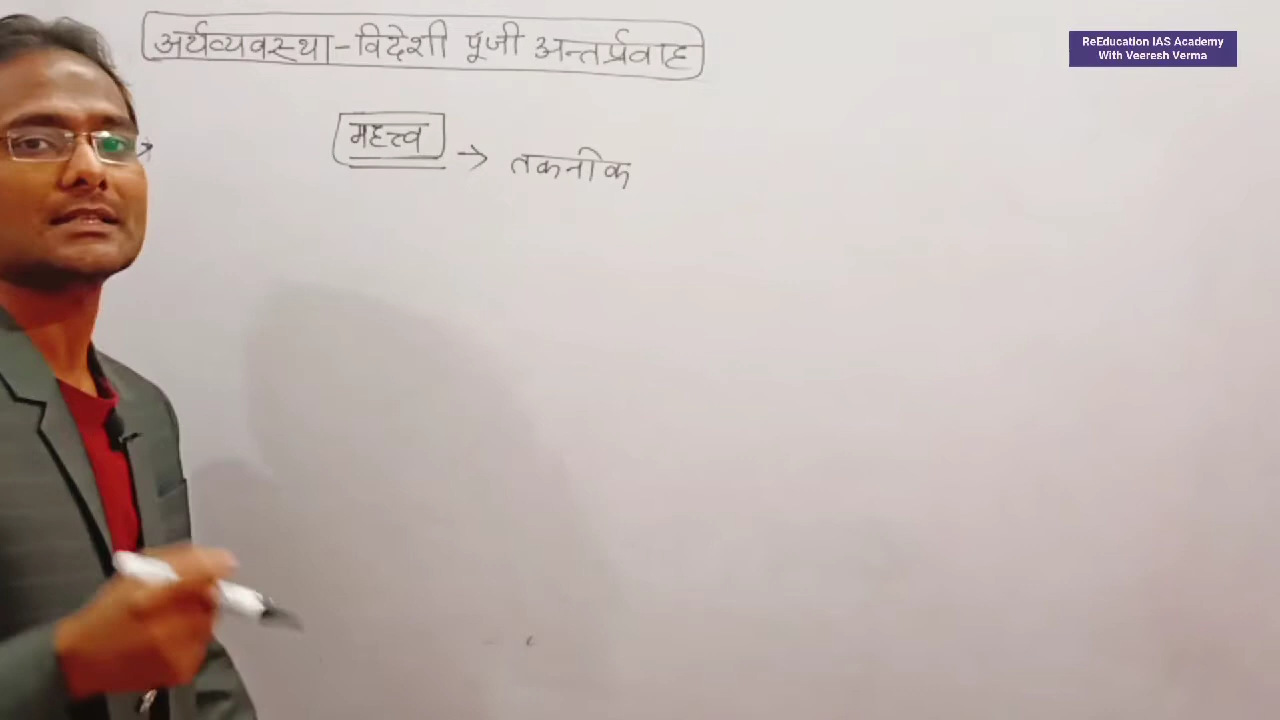 अर्थव्यवस्था - विदेशी पूंजी अन्तर्प्रवाह
ReEducation IAS Academy
With Veeresh Verma
महत्त्व → तकनीक